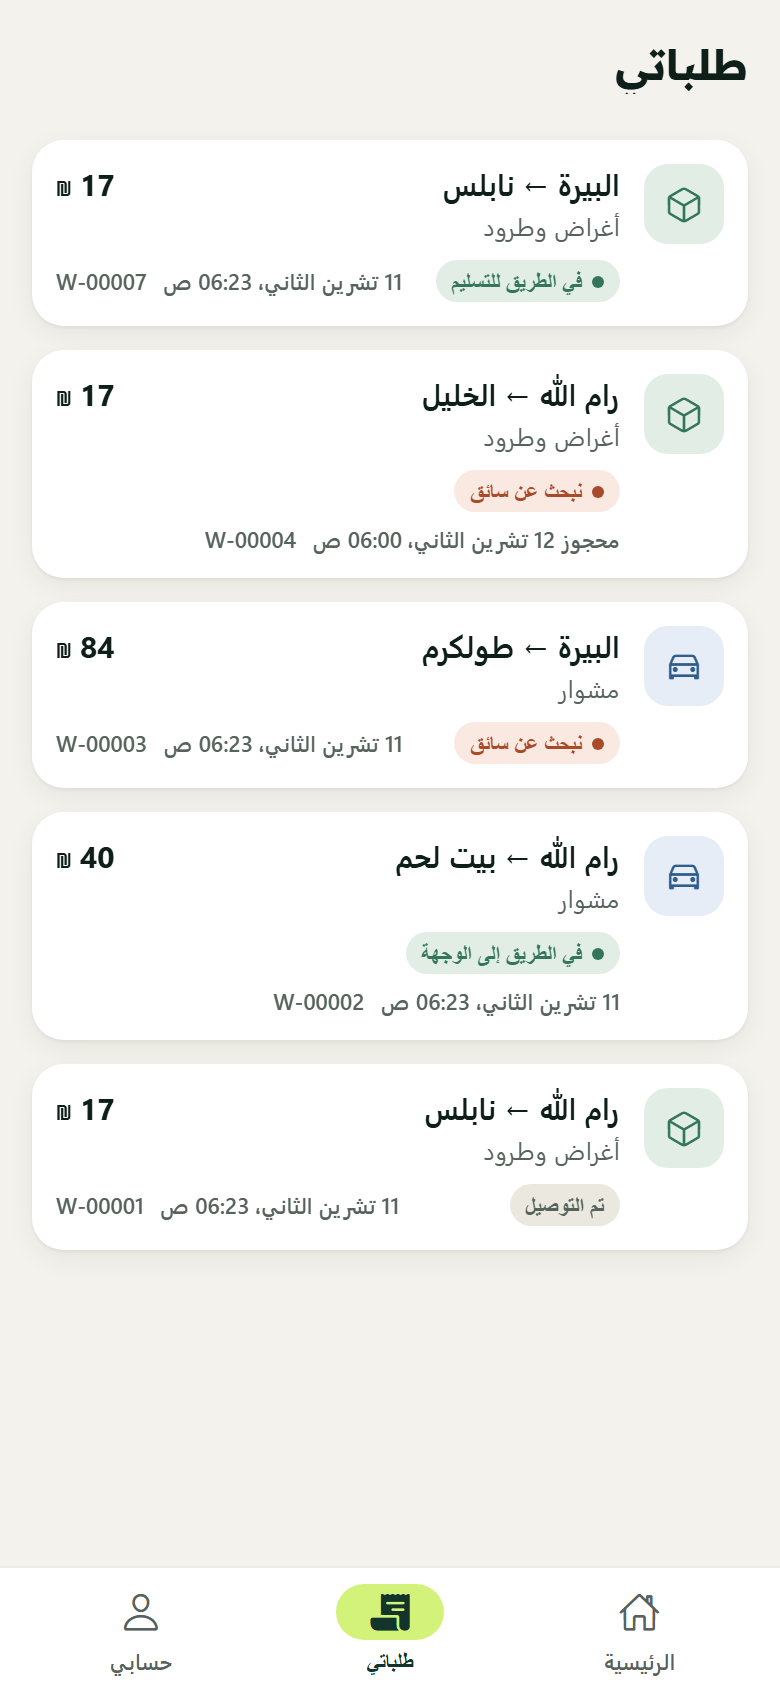 طلباتي
البيرة ← نابلس 17 ₪
أغراض وطرود
في الطريق للتسليم 11 تشرين الثاني، 06:23 ص W-00007
رام الله ← الخليل 17 ₪
أغراض وطرود
نبحث عن سائق
محجوز 12 تشرين الثاني، 06:00 ص W-00004
البيرة ← طولكرم 84 ₪
مشوار
نبحث عن سائق 11 تشرين الثاني، 06:23 ص W-00003
رام الله ← بيت لحم 40 ₪
مشوار
في الطريق إلى الوجهة
11 تشرين الثاني، 06:23 ص W-00002
رام الله ← نابلس 17 ₪
أغراض وطرود
تم التوصيل 11 تشرين الثاني، 06:23 ص W-00001
الرئيسية طلباتي حسابي